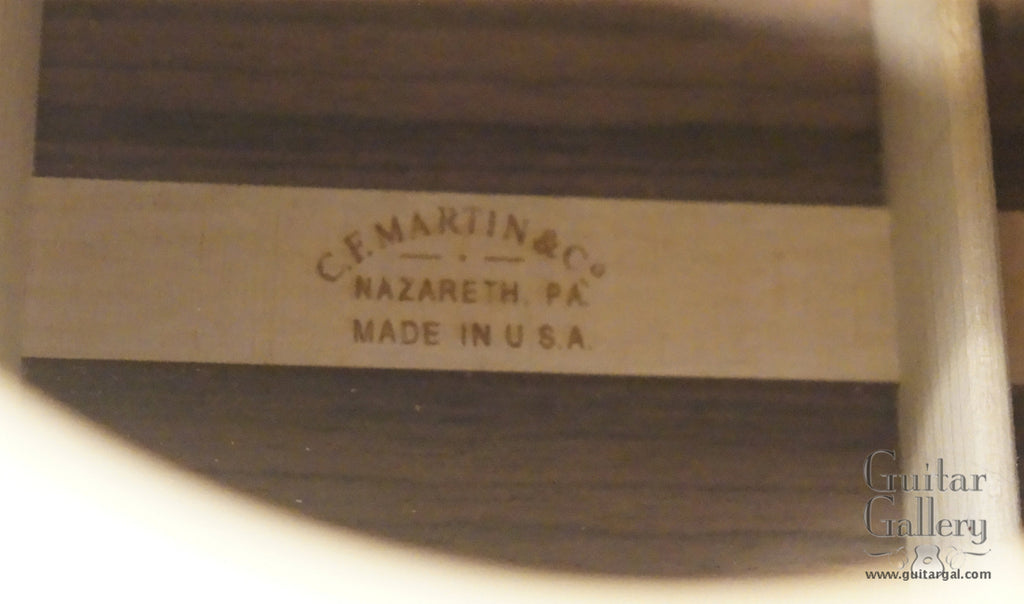 C.F. MARTIN & Co
NAZARETH, PA.
MADE IN U.S.A.
Guitar
Gallery
www.guitargal.com